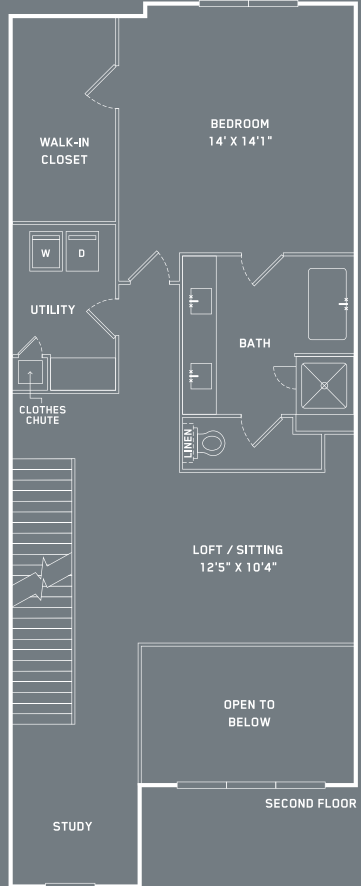 BEDROOM
14' X 14'1"
WALK-IN
CLOSET
W
D
UTILITY
BATH
CLOTHES
CHUTE
LINEN
LOFT / SITTING
12'5" X 10'4"
OPEN TO
BELOW
SECOND FLOOR
STUDY